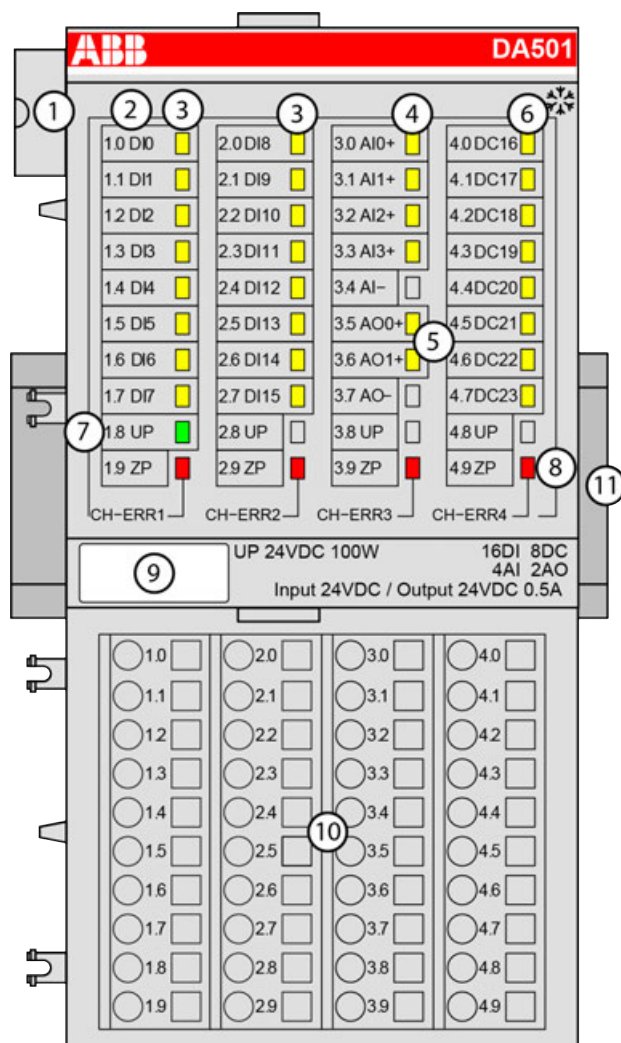 ABB DA501
1 2 3 3 4 6
1.0 DI0 2.0 DI8 3.0 AI0+ 4.0 DC16
1.1 DI1 2.1 DI9 3.1 AI1+ 4.1 DC17
1.2 DI2 2.2 DI10 3.2 AI2+ 4.2 DC18
1.3 DI3 2.3 DI11 3.3 AI3+ 4.3 DC19
1.4 DI4 2.4 DI12 3.4 AI− 4.4 DC20
1.5 DI5 2.5 DI13 3.5 AO0+ 5 4.5 DC21
1.6 DI6 2.6 DI14 3.6 AO1+ 4.6 DC22
1.7 DI7 2.7 DI15 3.7 AO− 4.7 DC23
7 1.8 UP 2.8 UP 3.8 UP 4.8 UP
1.9 ZP 2.9 ZP 3.9 ZP 4.9 ZP 8
11
CH-ERR1 CH-ERR2 CH-ERR3 CH-ERR4
9 UP 24VDC 100W 16DI 8DC
4AI 2AO
Input 24VDC / Output 24VDC 0.5A
1.0 2.0 3.0 4.0
1.1 2.1 3.1 4.1
1.2 2.2 3.2 4.2
1.3 2.3 3.3 4.3
1.4 2.4 3.4 4.4
10
1.5 2.5 3.5 4.5
1.6 2.6 3.6 4.6
1.7 2.7 3.7 4.7
1.8 2.8 3.8 4.8
1.9 2.9 3.9 4.9